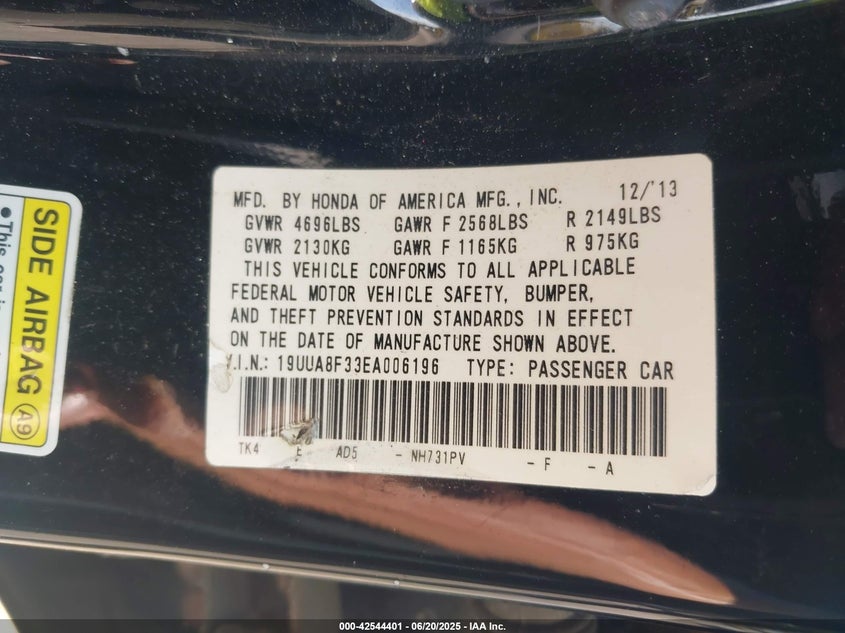 MFD. BY HONDA OF AMERICA MFG., INC. 12/'13
GVWR 4696LBS GAWR F 2568LBS R 2149LBS
GVWR 2130KG GAWR F 1165KG R 975KG
THIS VEHICLE CONFORMS TO ALL APPLICABLE
FEDERAL MOTOR VEHICLE SAFETY, BUMPER,
AND THEFT PREVENTION STANDARDS IN EFFECT
ON THE DATE OF MANUFACTURE SHOWN ABOVE.
V.I.N.: 19UUA8F33EA006196 TYPE: PASSENGER CAR
TK4 E AD5 - NH731PV - F - A
SIDE AIRBAG A9
000-42544401 - 06/20/2025 - IAA Inc.